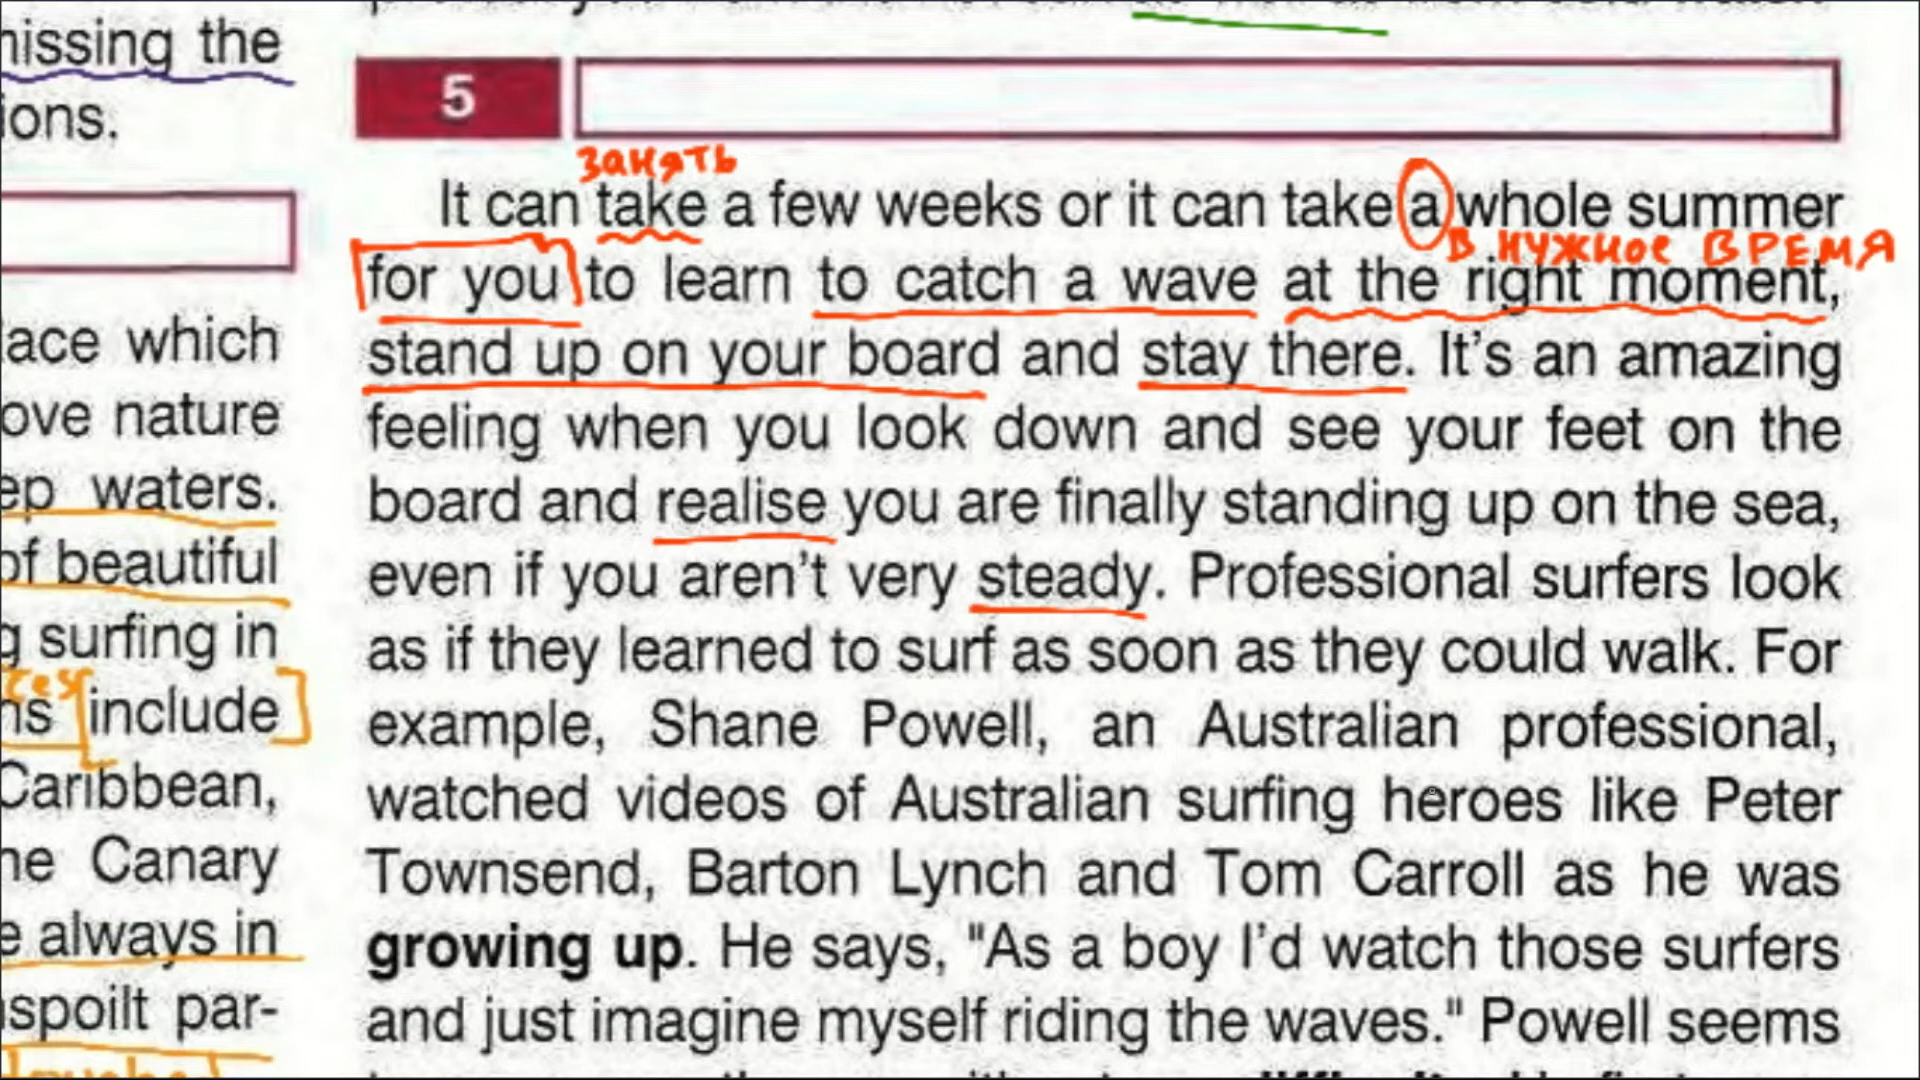 missing the
ions.
ace which
ove nature
ep waters.
of beautiful
g surfing in
ns [include]
Caribbean,
he Canary
e always in
nspoilt par-
5
занять
It can take a few weeks or it can take a whole summer
в нужное время
for you to learn to catch a wave at the right moment,
stand up on your board and stay there. It's an amazing
feeling when you look down and see your feet on the
board and realise you are finally standing up on the sea,
even if you aren't very steady. Professional surfers look
as if they learned to surf as soon as they could walk. For
example, Shane Powell, an Australian professional,
watched videos of Australian surfing heroes like Peter
Townsend, Barton Lynch and Tom Carroll as he was
growing up. He says, "As a boy I'd watch those surfers
and just imagine myself riding the waves." Powell seems